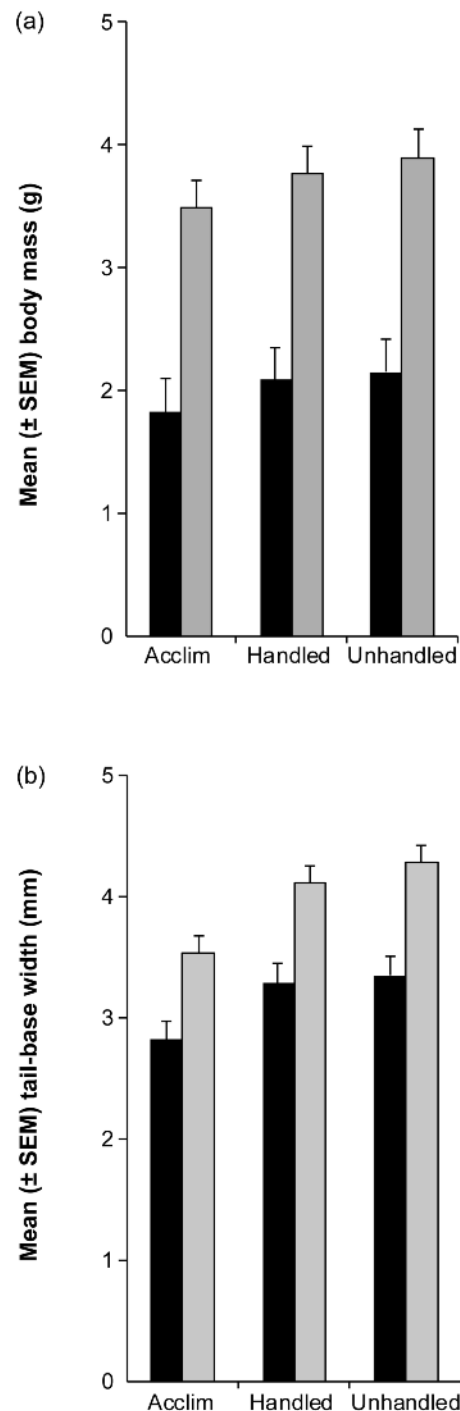 (a)
Mean (± SEM) body mass (g)
5
4
3
2
1
0
Acclim Handled Unhandled
(b)
Mean (± SEM) tail-base width (mm)
5
4
3
2
1
0
Acclim Handled Unhandled